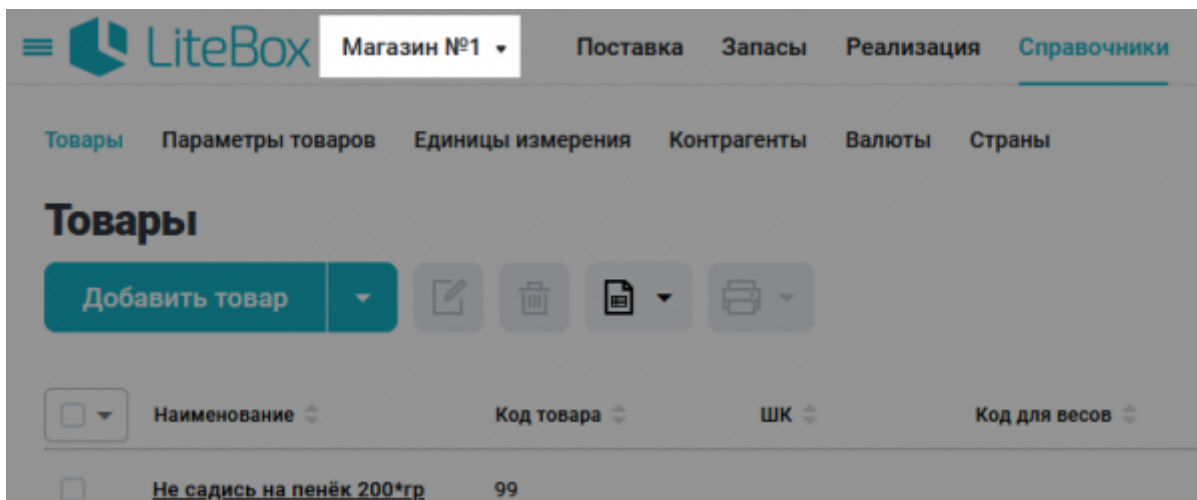 LiteBox Магазин №1 Поставка Запасы Реализация Справочники
Товары Параметры товаров Единицы измерения Контрагенты Валюты Страны
Товары
Добавить товар
Наименование Код товара ШК Код для весов
Не садись на пенёк 200*гр 99